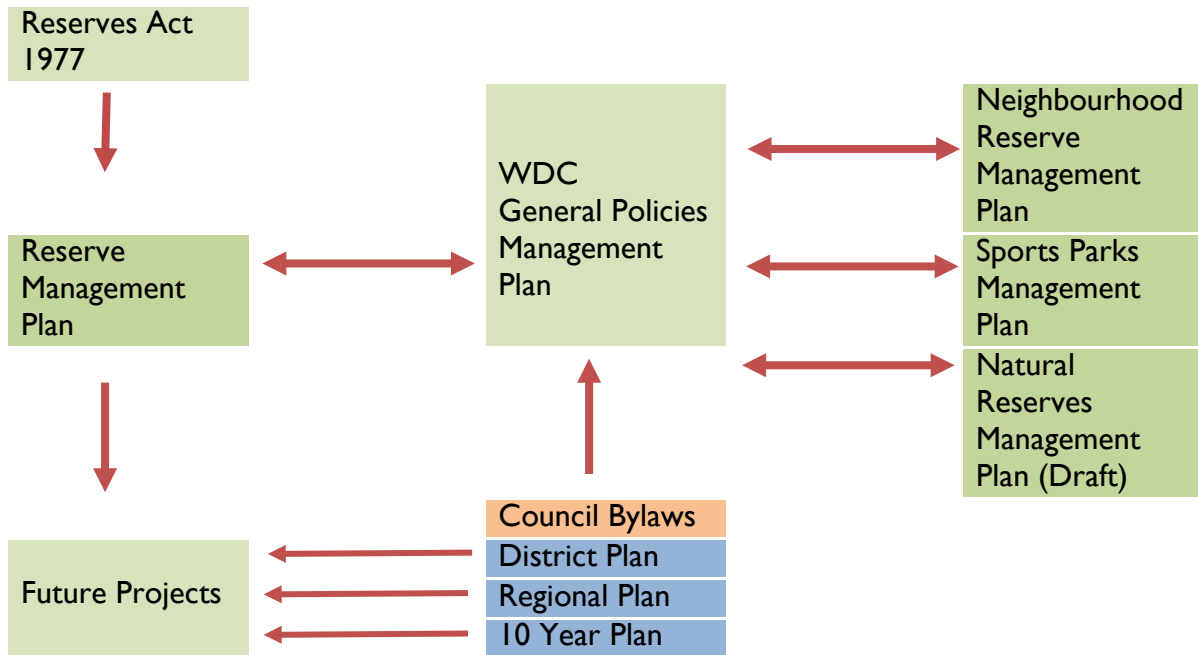 Reserves Act
1977
Reserve
Management
Plan
Future Projects
WDC
General Policies
Management
Plan
Council Bylaws
District Plan
Regional Plan
10 Year Plan
Neighbourhood
Reserve
Management
Plan
Sports Parks
Management
Plan
Natural
Reserves
Management
Plan (Draft)